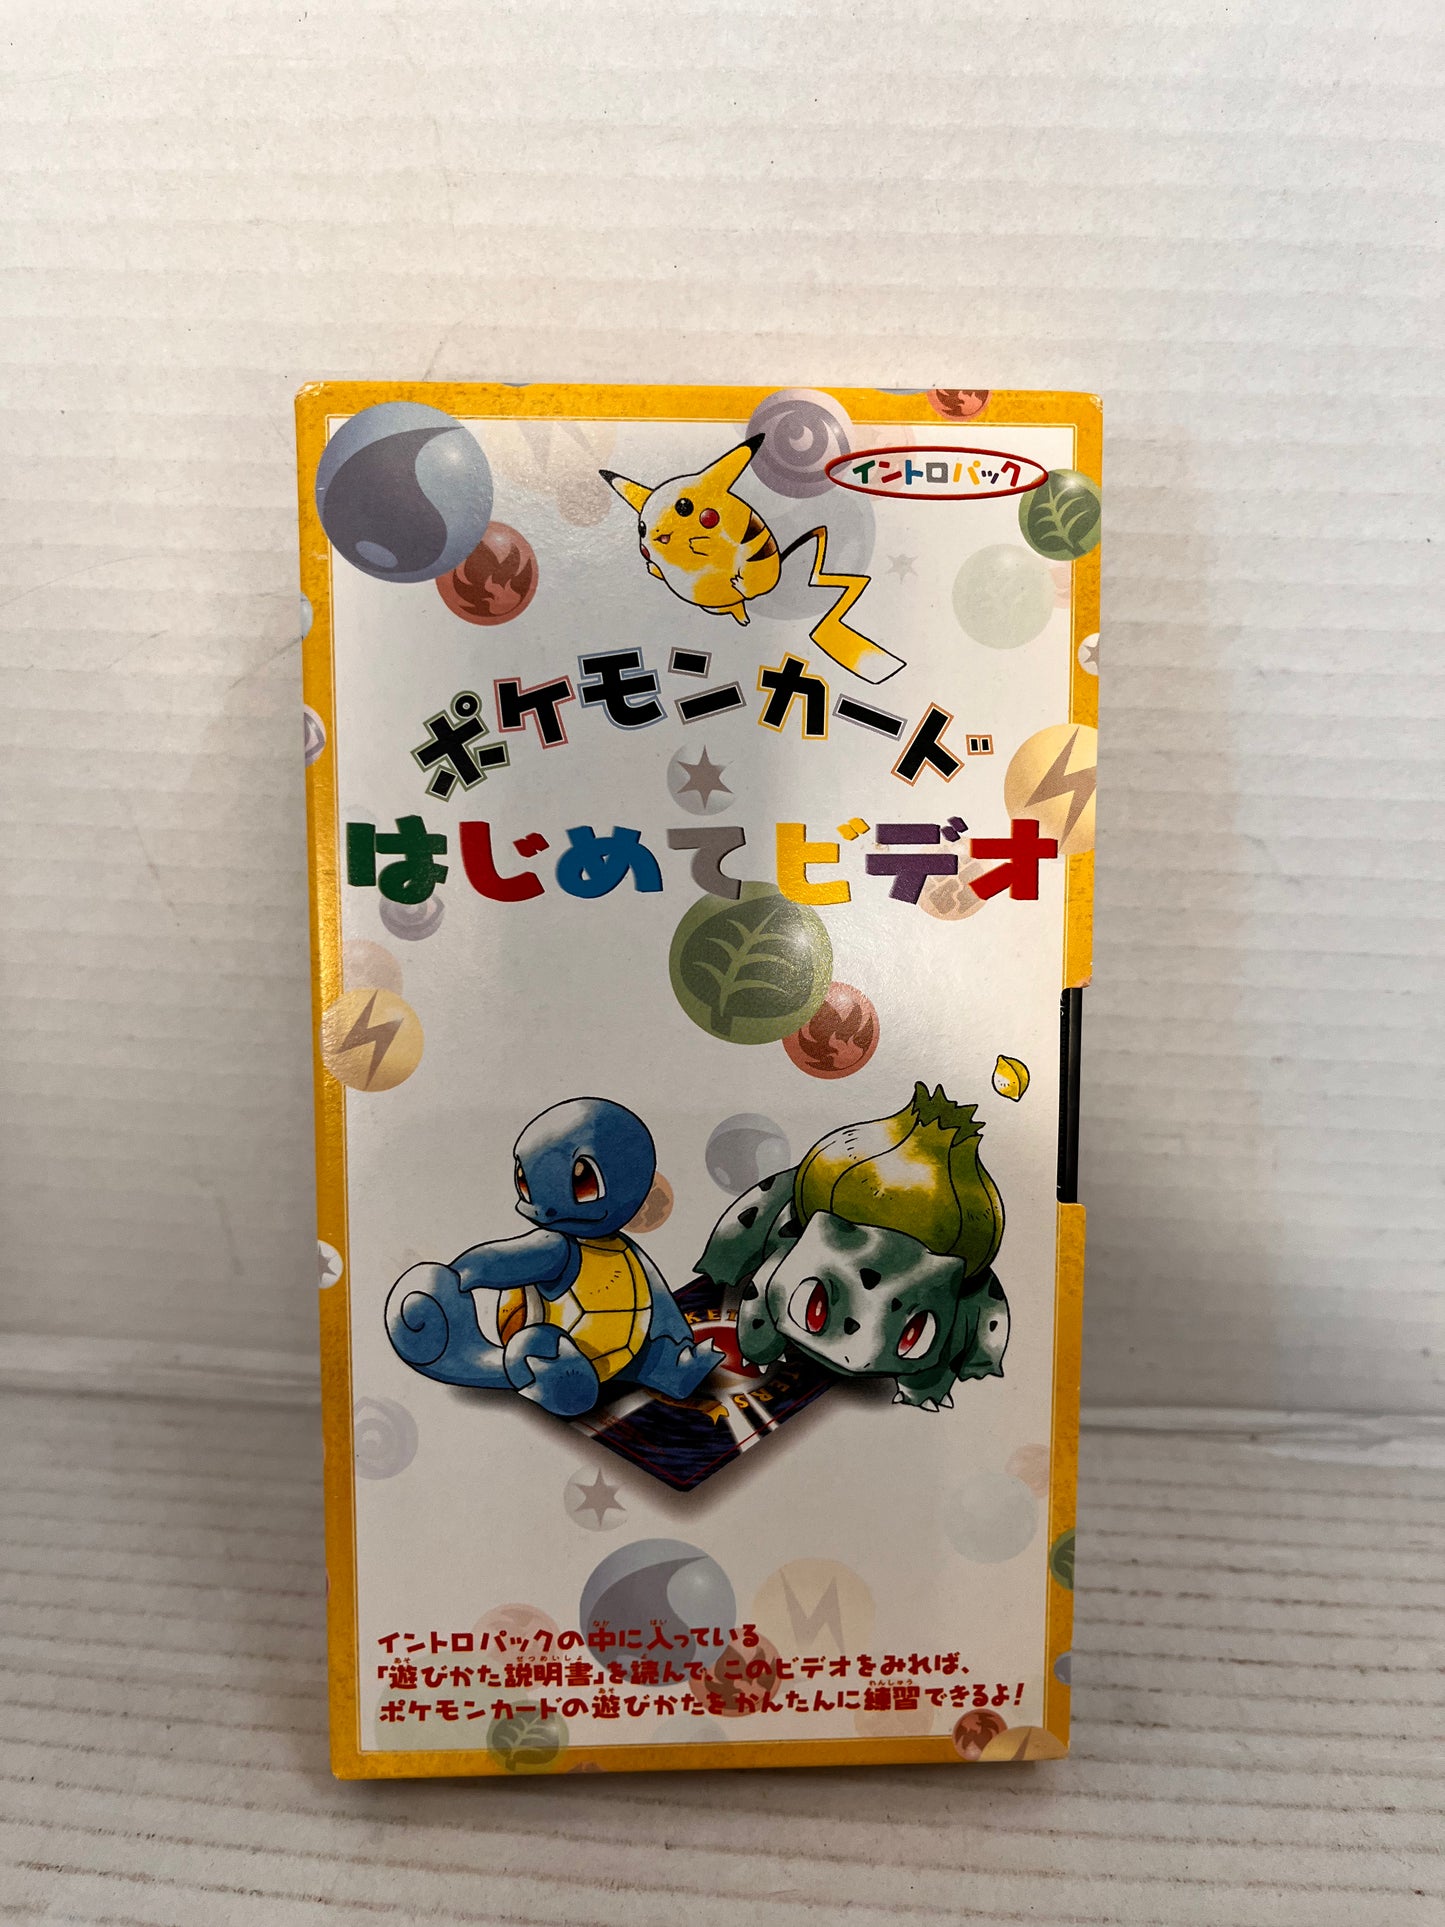 イントロパック
ポケモンカード
はじめてビデオ
イントロパックの中に入っている
「遊びかた説明書」を読んで、このビデオをみれば、
ポケモンカードの遊びかたをかんたんに練習できるよ!